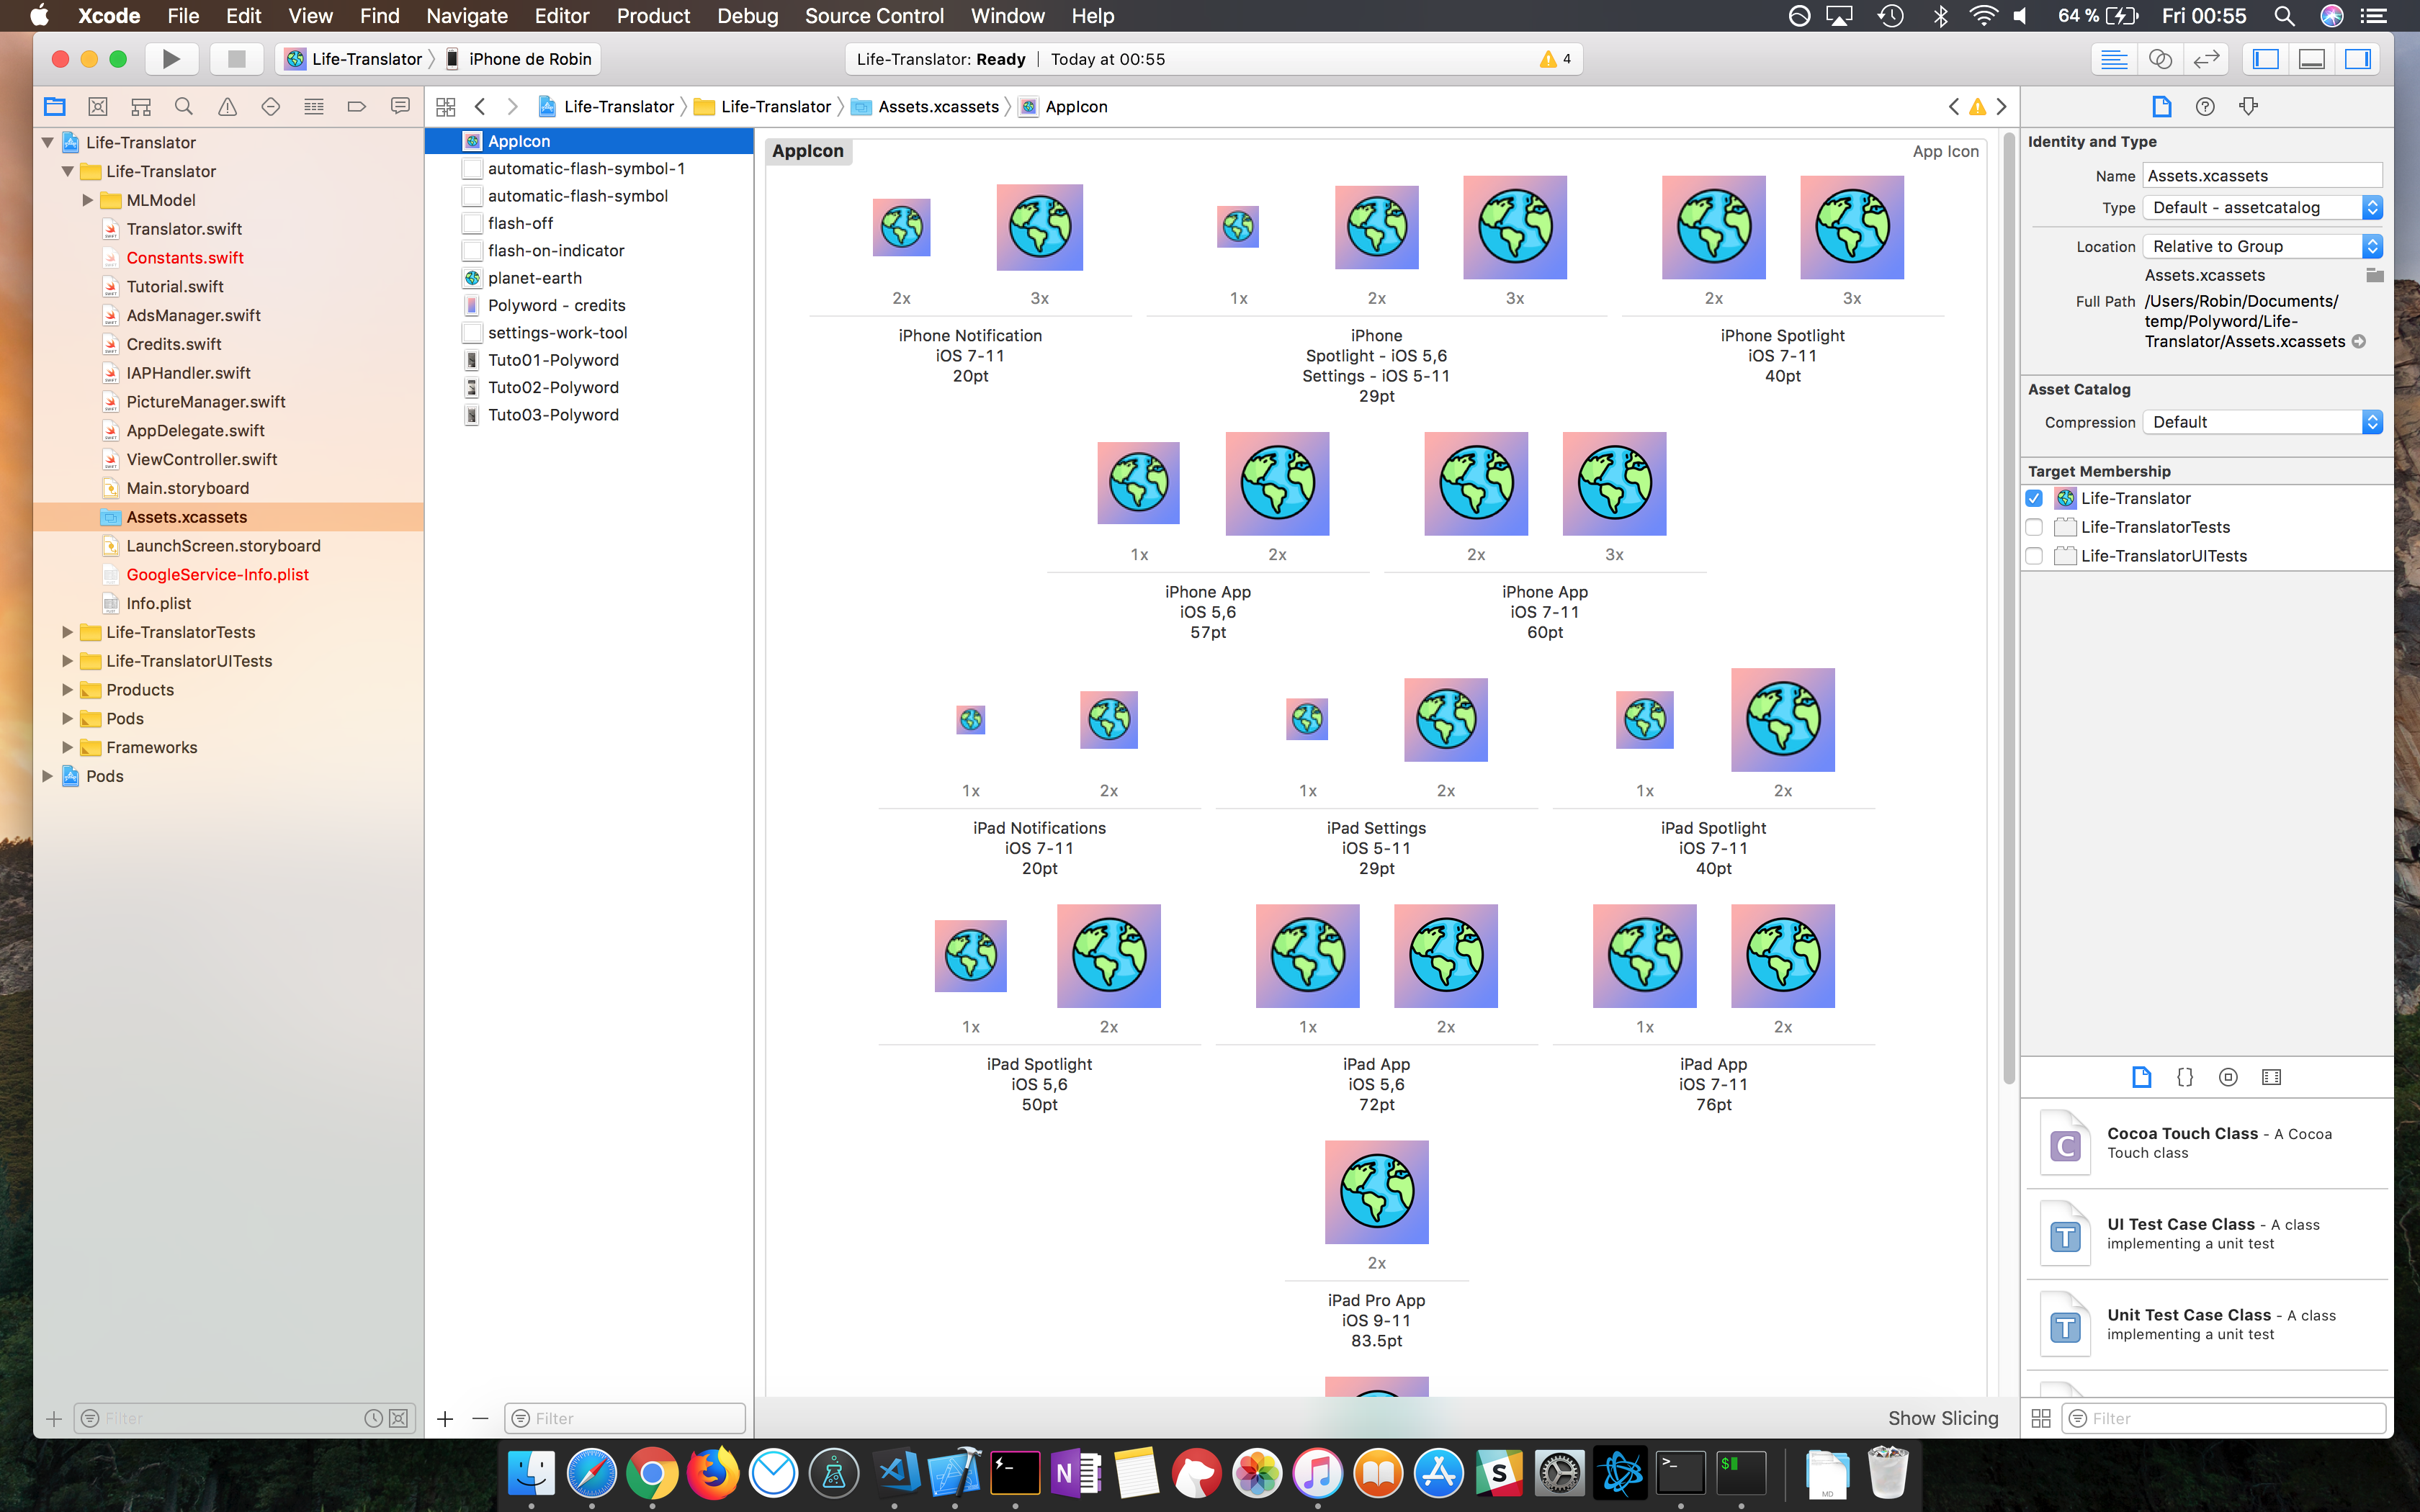 Xcode File Edit View Find Navigate Editor Product Debug Source Control Window Help 64 % Fri 00:55
Life-Translator iPhone de Robin
Life-Translator: Ready Today at 00:55 4
Life-Translator
Life-Translator
MLModel
Translator.swift
Constants.swift
Tutorial.swift
AdsManager.swift
Credits.swift
IAPHandler.swift
PictureManager.swift
AppDelegate.swift
ViewController.swift
Main.storyboard
Assets.xcassets
LaunchScreen.storyboard
GoogleService-Info.plist
Info.plist
Life-TranslatorTests
Life-TranslatorUITests
Products
Pods
Frameworks
Pods
Filter
Life-Translator Life-Translator Assets.xcassets AppIcon
AppIcon
automatic-flash-symbol-1
automatic-flash-symbol
flash-off
flash-on-indicator
planet-earth
Polyword - credits
settings-work-tool
Tuto01-Polyword
Tuto02-Polyword
Tuto03-Polyword
Filter
AppIcon App Icon
2x 3x 1x 2x 3x 2x 3x
iPhone Notification
iOS 7-11
20pt
iPhone
Spotlight - iOS 5,6
Settings - iOS 5-11
29pt
iPhone Spotlight
iOS 7-11
40pt
1x 2x 2x 3x
iPhone App
iOS 5,6
57pt
iPhone App
iOS 7-11
60pt
1x 2x 1x 2x 1x 2x
iPad Notifications
iOS 7-11
20pt
iPad Settings
iOS 5-11
29pt
iPad Spotlight
iOS 7-11
40pt
1x 2x 1x 2x 1x 2x
iPad Spotlight
iOS 5,6
50pt
iPad App
iOS 5,6
72pt
iPad App
iOS 7-11
76pt
2x
iPad Pro App
iOS 9-11
83.5pt
Show Slicing
Identity and Type
Name Assets.xcassets
Type Default - assetcatalog
Location Relative to Group
Assets.xcassets
Full Path /Users/Robin/Documents/
temp/Polyword/Life-
Translator/Assets.xcassets
Asset Catalog
Compression Default
Target Membership
Life-Translator
Life-TranslatorTests
Life-TranslatorUITests
C
Cocoa Touch Class - A Cocoa
Touch class
T
UI Test Case Class - A class
implementing a unit test
T
Unit Test Case Class - A class
implementing a unit test
Filter
N
S
$
MD